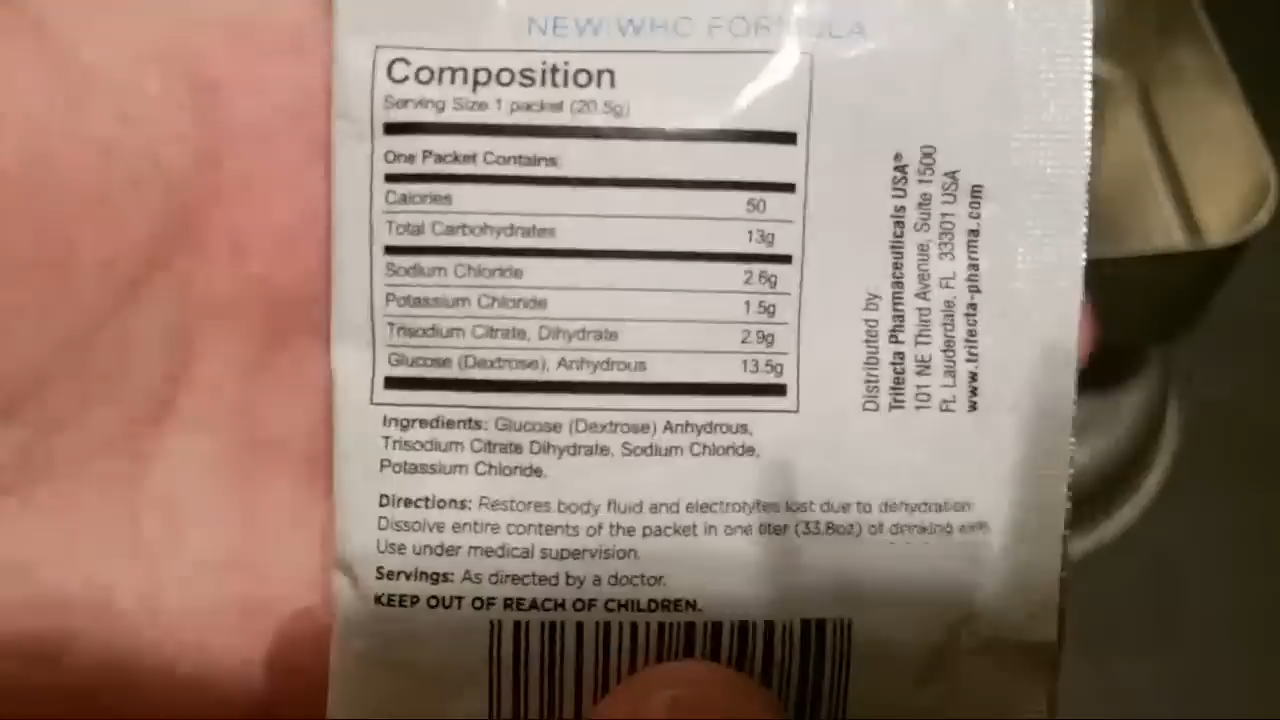 NEW WHO FORMULA
Composition
Serving Size 1 packet (20.5g)
One Packet Contains:
Calories 50
Total Carbohydrates 13g
Sodium Chloride 2.6g
Potassium Chloride 1.5g
Trisodium Citrate, Dihydrate 2.9g
Glucose (Dextrose), Anhydrous 13.5g
Ingredients: Glucose (Dextrose) Anhydrous,
Trisodium Citrate Dihydrate, Sodium Chloride,
Potassium Chloride.
Directions: Restores body fluid and electrolytes lost due to dehydration
Dissolve entire contents of the packet in one liter (33.8oz) of drinking
Use under medical supervision.
Servings: As directed by a doctor.
KEEP OUT OF REACH OF CHILDREN.
Distributed by:
Trifecta Pharmaceuticals USA®
101 NE Third Avenue, Suite 1500
Ft. Lauderdale, FL 33301 USA
www.trifecta-pharma.com